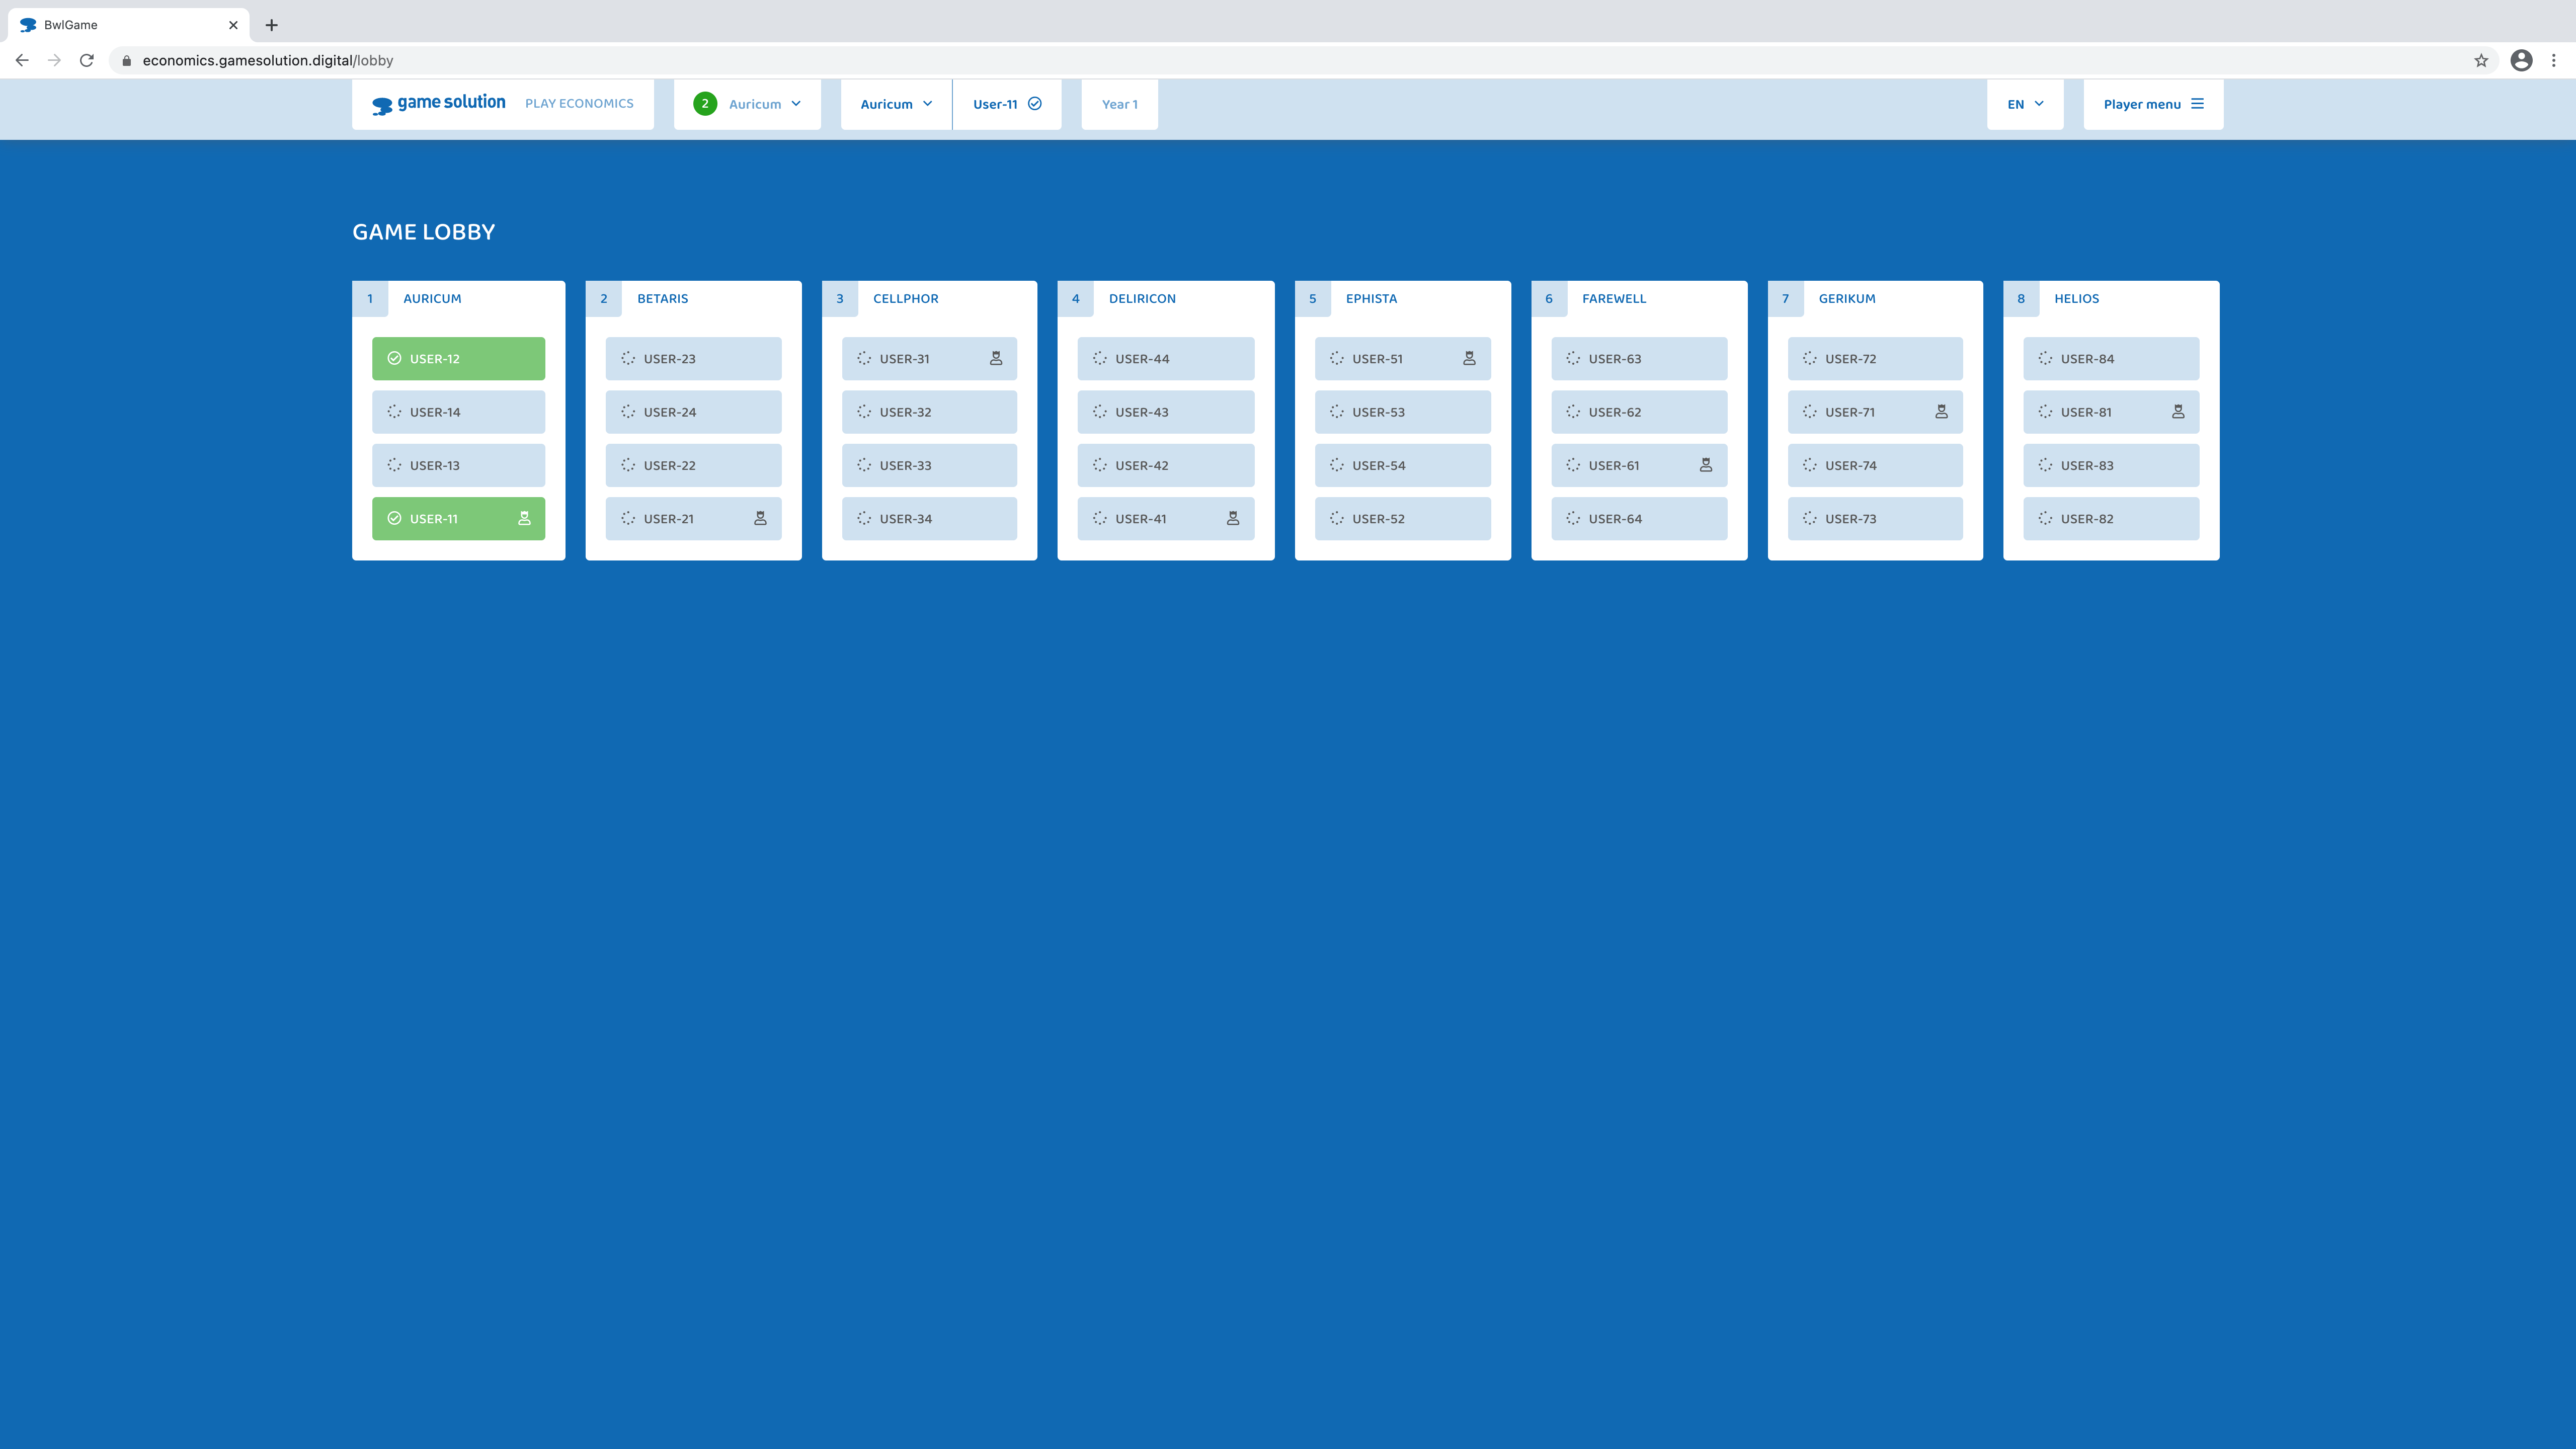 BwlGame
economics.gamesolution.digital/lobby
game solution PLAY ECONOMICS 2 Auricum Auricum User-11 Year 1 EN Player menu
GAME LOBBY
1 AURICUM
USER-12
USER-14
USER-13
USER-11
2 BETARIS
USER-23
USER-24
USER-22
USER-21
3 CELLPHOR
USER-31
USER-32
USER-33
USER-34
4 DELIRICON
USER-44
USER-43
USER-42
USER-41
5 EPHISTA
USER-51
USER-53
USER-54
USER-52
6 FAREWELL
USER-63
USER-62
USER-61
USER-64
7 GERIKUM
USER-72
USER-71
USER-74
USER-73
8 HELIOS
USER-84
USER-81
USER-83
USER-82